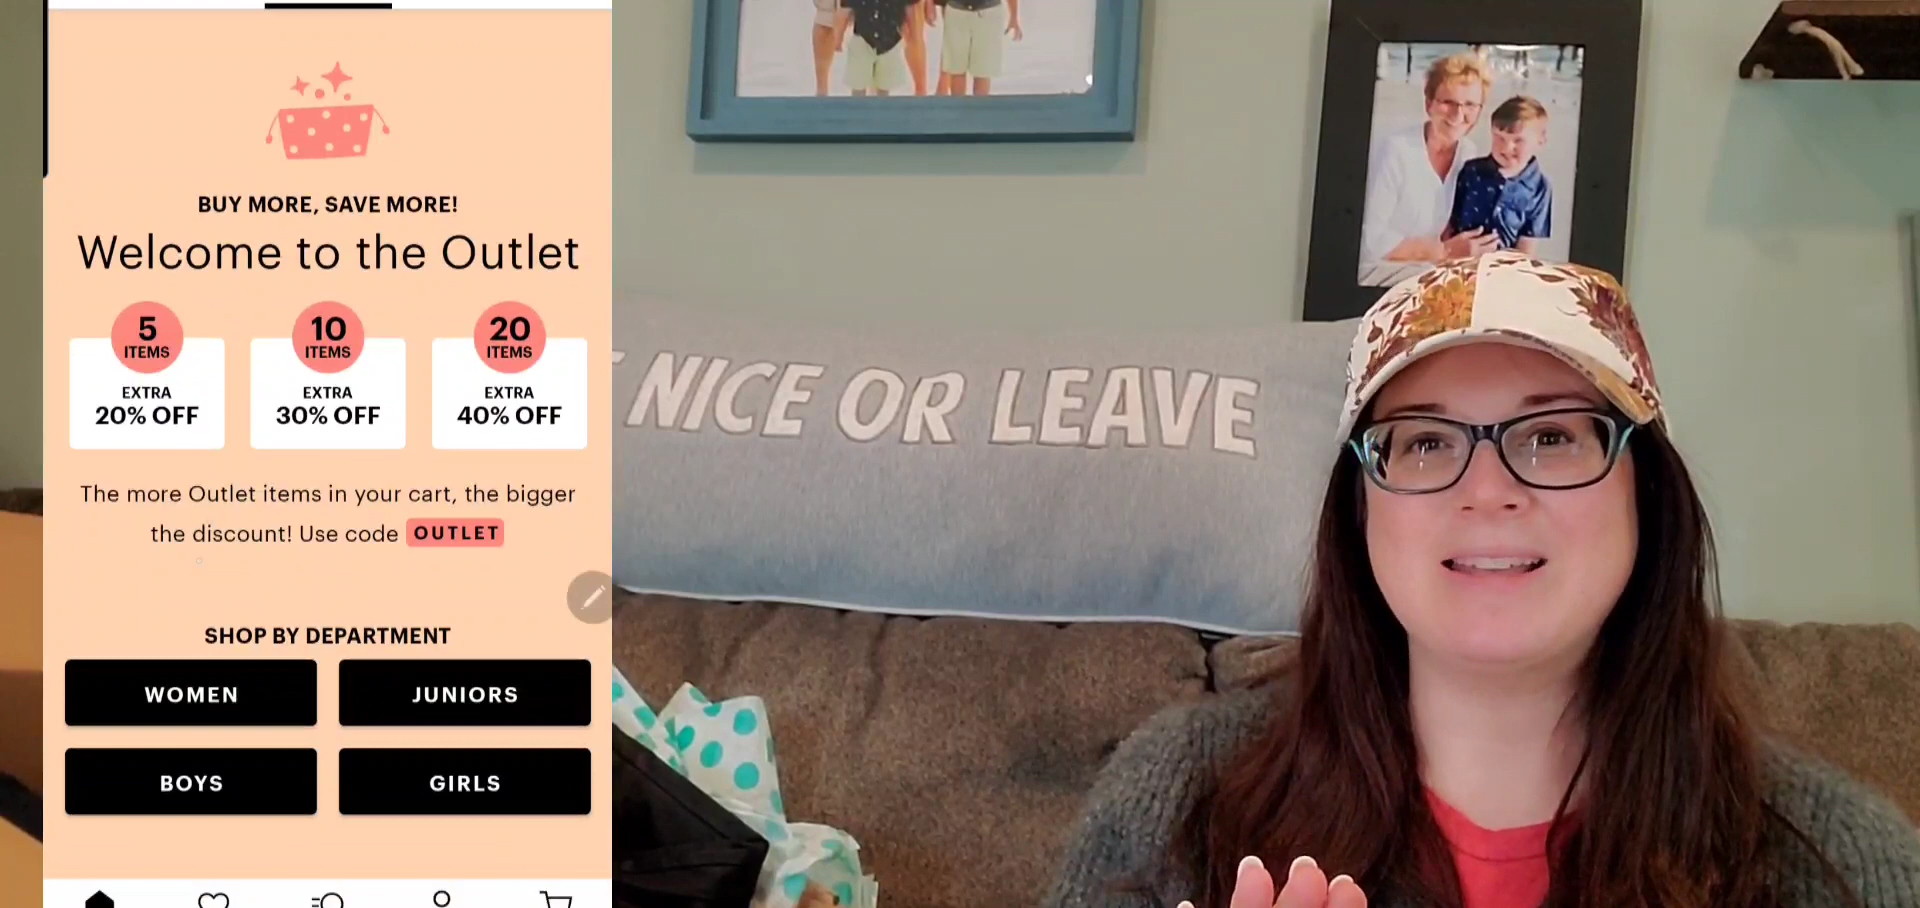 BUY MORE, SAVE MORE!
Welcome to the Outlet
5
ITEMS
EXTRA
20% OFF
10
ITEMS
EXTRA
30% OFF
20
ITEMS
EXTRA
40% OFF
The more Outlet items in your cart, the bigger
the discount! Use code OUTLET
SHOP BY DEPARTMENT
WOMEN
JUNIORS
BOYS
GIRLS
NICE OR LEAVE